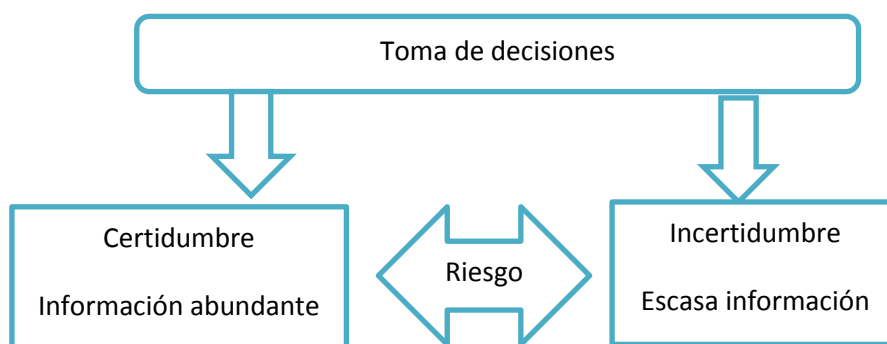 Toma de decisiones
Certidumbre
Información abundante
Riesgo
Incertidumbre
Escasa información